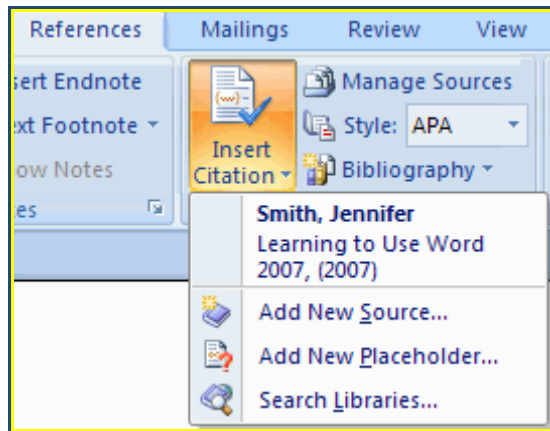 References Mailings Review View
sert Endnote
ext Footnote
ow Notes
es
Insert
Citation
Manage Sources
Style: APA
Bibliography
Smith, Jennifer
Learning to Use Word
2007, (2007)
Add New Source...
Add New Placeholder...
Search Libraries...